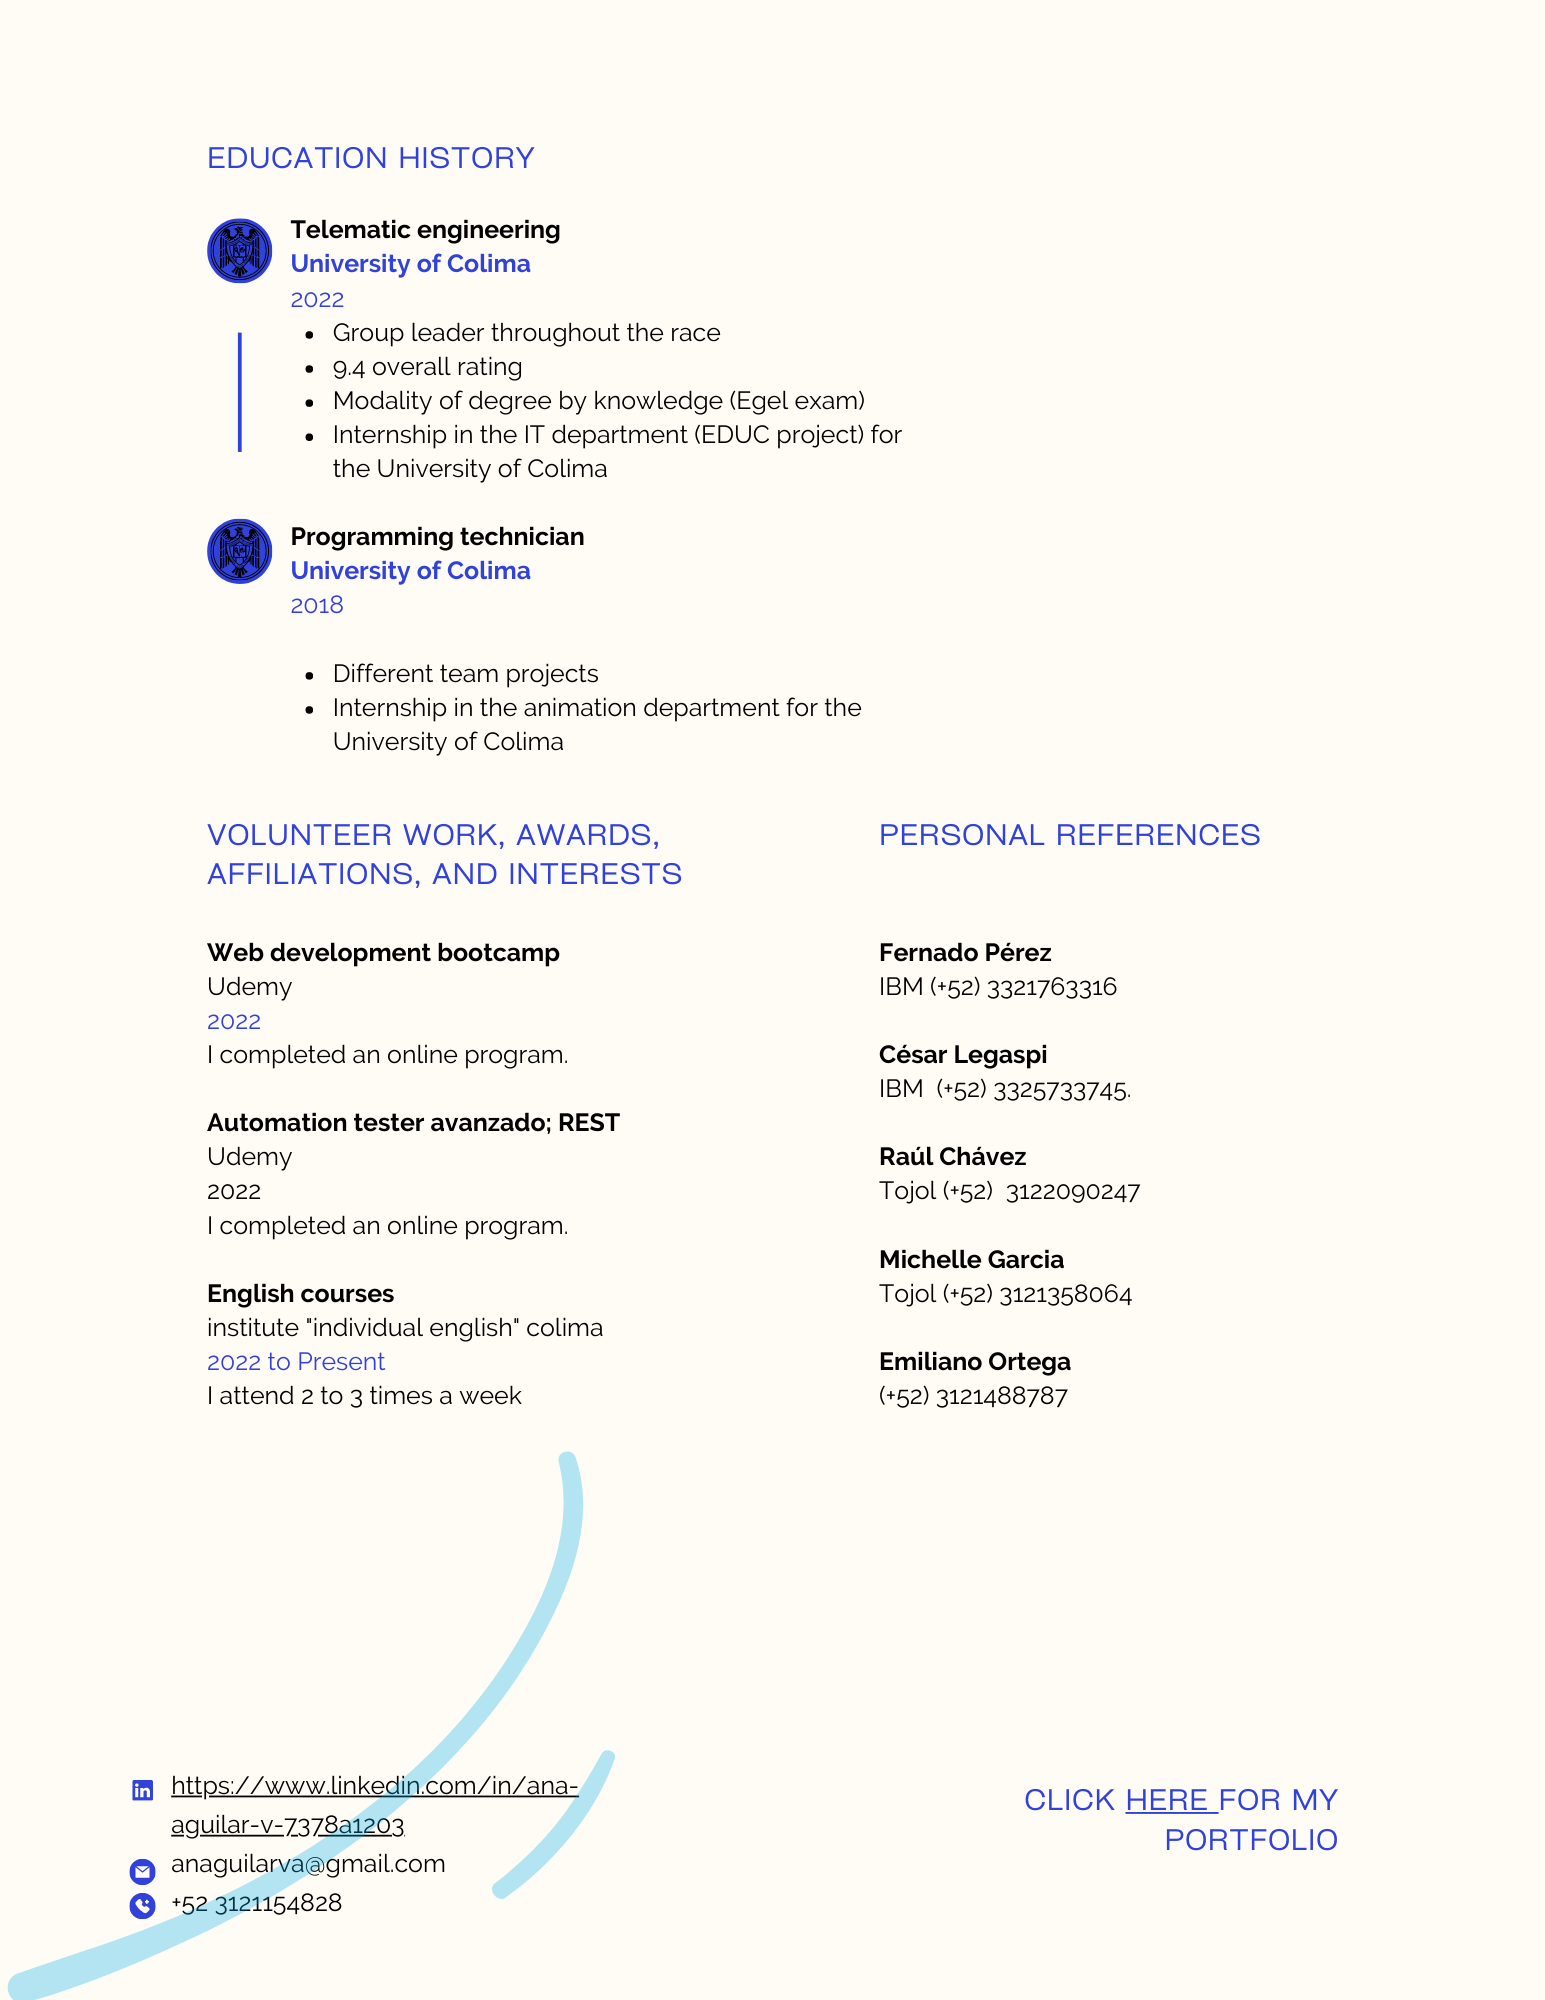 EDUCATION HISTORY
Telematic engineering
University of Colima
2022
• Group leader throughout the race
• 9.4 overall rating
• Modality of degree by knowledge (Egel exam)
• Internship in the IT department (EDUC project) for
the University of Colima
Programming technician
University of Colima
2018
• Different team projects
• Internship in the animation department for the
University of Colima
VOLUNTEER WORK, AWARDS,
AFFILIATIONS, AND INTERESTS
Web development bootcamp
Udemy
2022
I completed an online program.
Automation tester avanzado; REST
Udemy
2022
I completed an online program.
English courses
institute "individual english" colima
2022 to Present
I attend 2 to 3 times a week
PERSONAL REFERENCES
Fernado Pérez
IBM (+52) 3321763316
César Legaspi
IBM  (+52) 3325733745.
Raúl Chávez
Tojol (+52)  3122090247
Michelle Garcia
Tojol (+52) 3121358064
Emiliano Ortega
(+52) 3121488787
https://www.linkedin.com/in/ana-
aguilar-v-7378a1203
anaguilarva@gmail.com
+52 3121154828
CLICK HERE FOR MY
PORTFOLIO